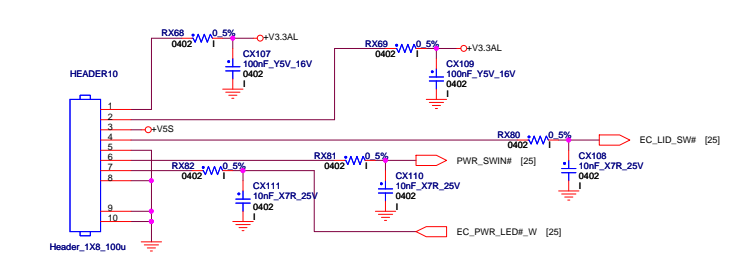 RX68 0_5%
0402 I
+V3.3AL
CX107
100nF_Y5V_16V
0402
I
RX69 0_5%
0402 I
+V3.3AL
CX109
100nF_Y5V_16V
0402
I
HEADER10
1
2
3
4
5
6
7
8
9
10
+V5S
RX80 0_5%
0402 I
EC_LID_SW# [25]
CX108
10nF_X7R_25V
0402
I
RX81 0_5%
0402 I
PWR_SWIN# [25]
CX110
10nF_X7R_25V
0402
I
RX82 0_5%
0402 I
CX111
10nF_X7R_25V
0402
I
EC_PWR_LED#_W [25]
Header_1X8_100u